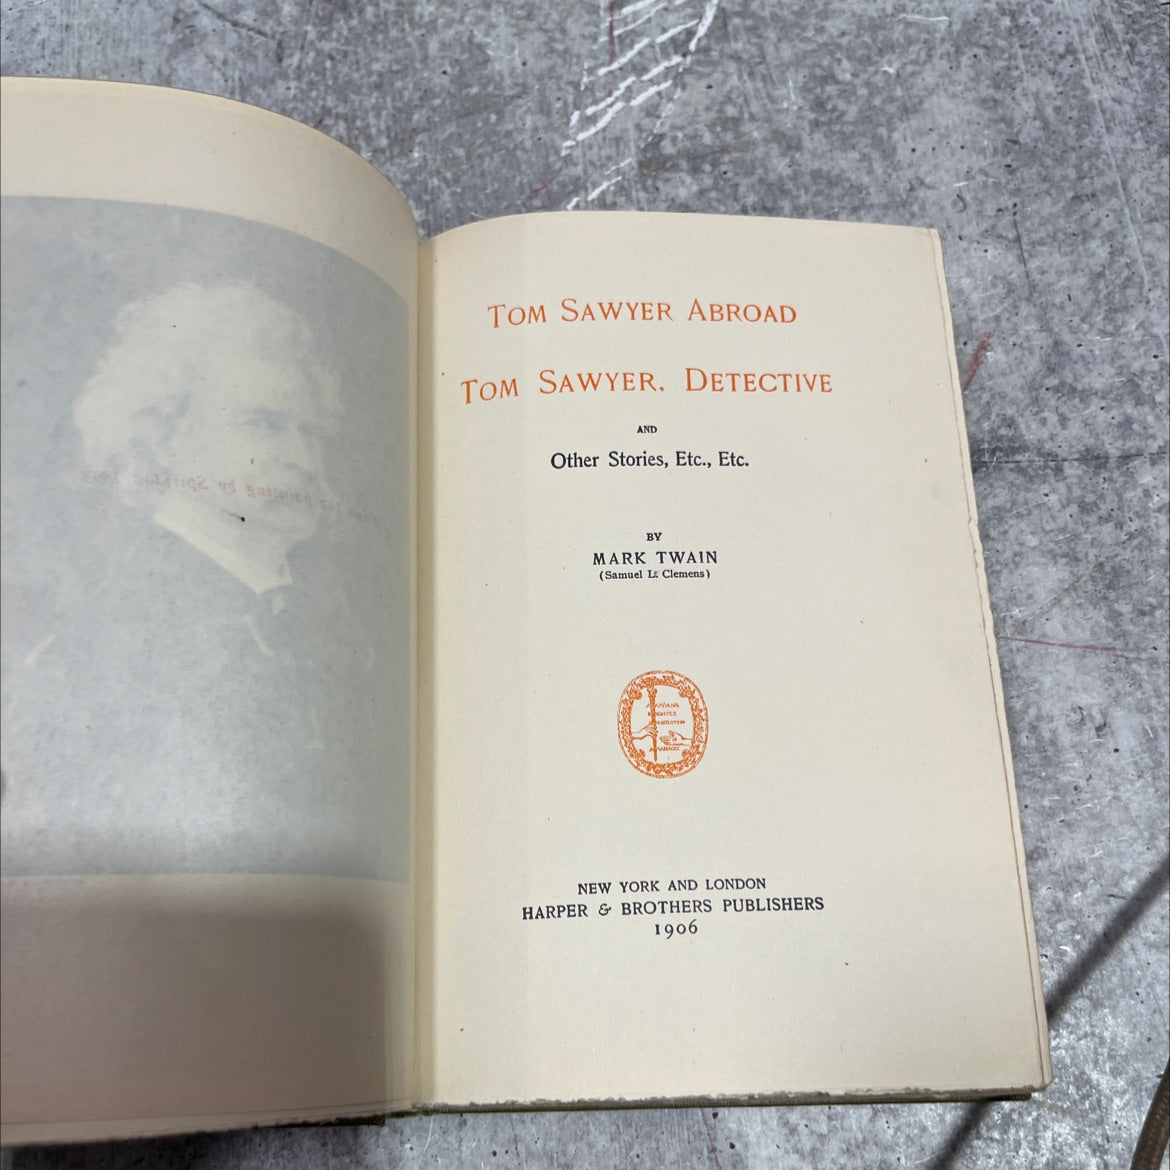 TOM SAWYER ABROAD
TOM SAWYER, DETECTIVE
AND
Other Stories, Etc., Etc.
BY
MARK TWAIN
(Samuel L. Clemens)
NEW YORK AND LONDON
HARPER & BROTHERS PUBLISHERS
1906